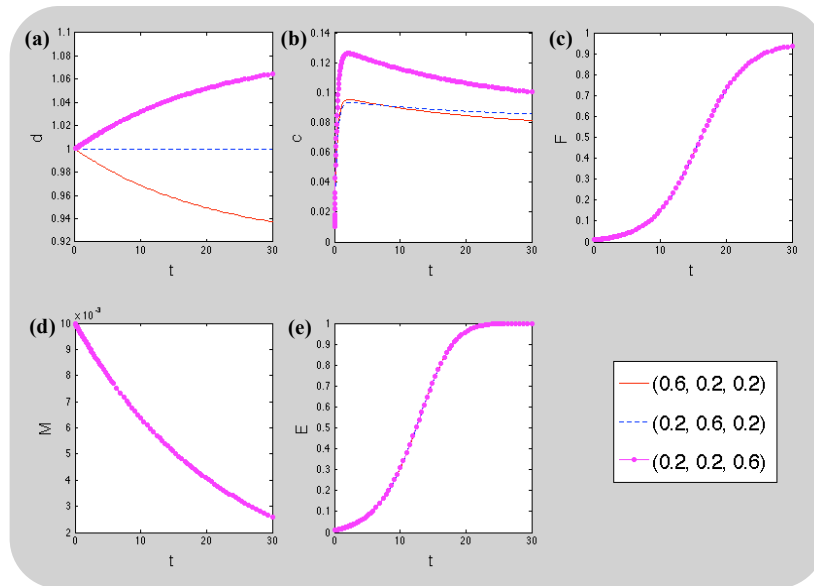 (a)
1.1
1.08
1.06
1.04
1.02
1
0.98
0.96
0.94
0.92
d
0 10 20 30
t
(b)
0.14
0.12
0.10
0.08
0.06
0.04
0.02
0
c
0 10 20 30
t
(c)
1
0.9
0.8
0.7
0.6
0.5
0.4
0.3
0.2
0.1
0
F
0 10 20 30
t
(d)
x 10⁻³
10
9
8
7
6
5
4
3
2
M
0 10 20 30
t
(e)
1
0.9
0.8
0.7
0.6
0.5
0.4
0.3
0.2
0.1
0
E
0 10 20 30
t
(0.6, 0.2, 0.2)
(0.2, 0.6, 0.2)
(0.2, 0.2, 0.6)